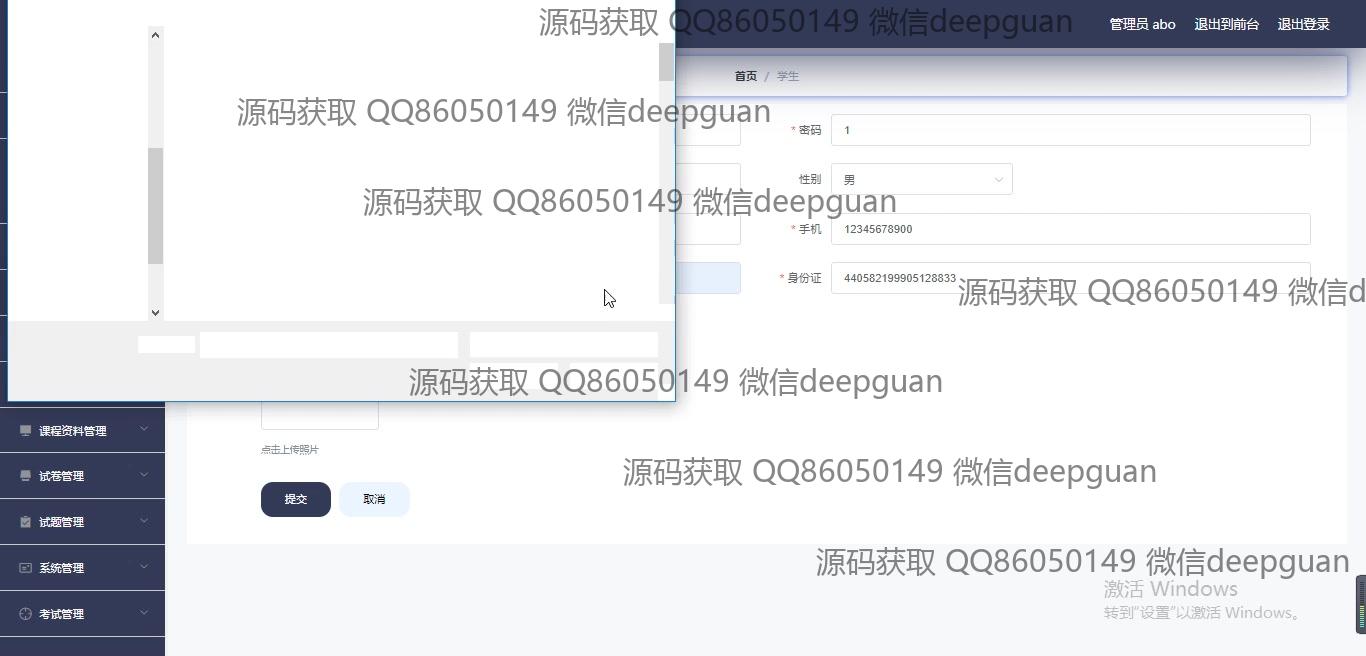 源码获取 QQ86050149 微信deepguan
管理员 abo 退出到前台 退出登录
首页 / 学生
源码获取 QQ86050149 微信deepguan
* 密码 1
性别 男
源码获取 QQ86050149 微信deepguan
* 手机 12345678900
* 身份证 440582199905128833
源码获取 QQ86050149 微信d
源码获取 QQ86050149 微信deepguan
课程资料管理
点击上传照片
试卷管理
源码获取 QQ86050149 微信deepguan
提交 取消
试题管理
系统管理
源码获取 QQ86050149 微信deepguan
激活 Windows
考试管理
转到"设置"以激活 Windows。